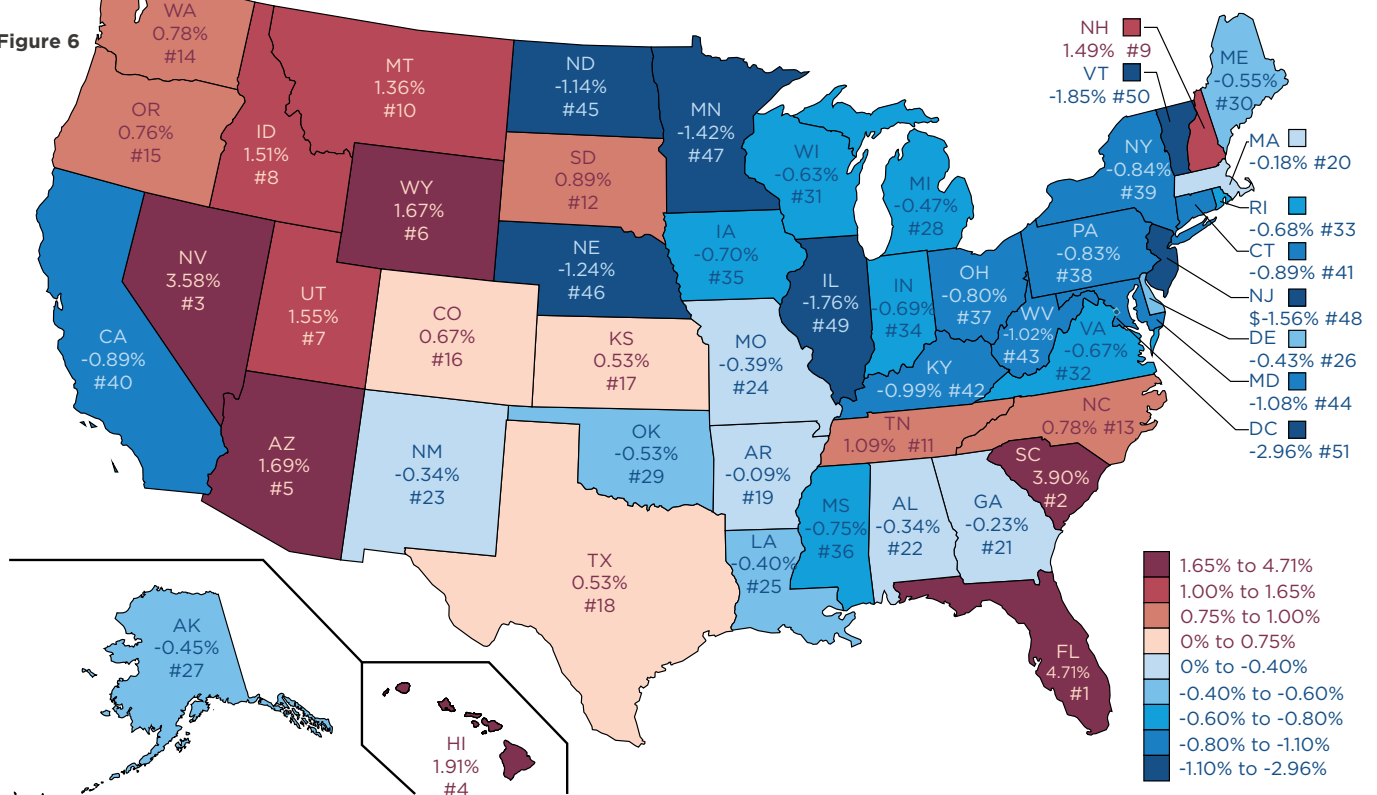 Figure 6
WA
0.78%
#14
OR
0.76%
#15
CA
-0.89%
#40
ID
1.51%
#8
NV
3.58%
#3
MT
1.36%
#10
WY
1.67%
#6
UT
1.55%
#7
AZ
1.69%
#5
CO
0.67%
#16
NM
-0.34%
#23
ND
-1.14%
#45
SD
0.89%
#12
NE
-1.24%
#46
KS
0.53%
#17
OK
-0.53%
#29
TX
0.53%
#18
MN
-1.42%
#47
IA
-0.70%
#35
MO
-0.39%
#24
AR
-0.09%
#19
LA
-0.40%
#25
WI
-0.63%
#31
IL
-1.76%
#49
MI
-0.47%
#28
IN
-0.69%
#34
OH
-0.80%
#37
KY
-0.99% #42
TN
1.09% #11
MS
-0.75%
#36
AL
-0.34%
#22
GA
-0.23%
#21
FL
4.71%
#1
SC
3.90%
#2
NC
0.78% #13
VA
-0.67%
#32
WV
-1.02%
#43
PA
-0.83%
#38
NY
-0.84%
#39
ME
-0.55%
#30
NH
1.49% #9
VT
-1.85% #50
MA
-0.18% #20
RI
-0.68% #33
CT
-0.89% #41
NJ
$-1.56% #48
DE
-0.43% #26
MD
-1.08% #44
DC
-2.96% #51
AK
-0.45%
#27
HI
1.91%
#4
1.65% to 4.71%
1.00% to 1.65%
0.75% to 1.00%
0% to 0.75%
0% to -0.40%
-0.40% to -0.60%
-0.60% to -0.80%
-0.80% to -1.10%
-1.10% to -2.96%